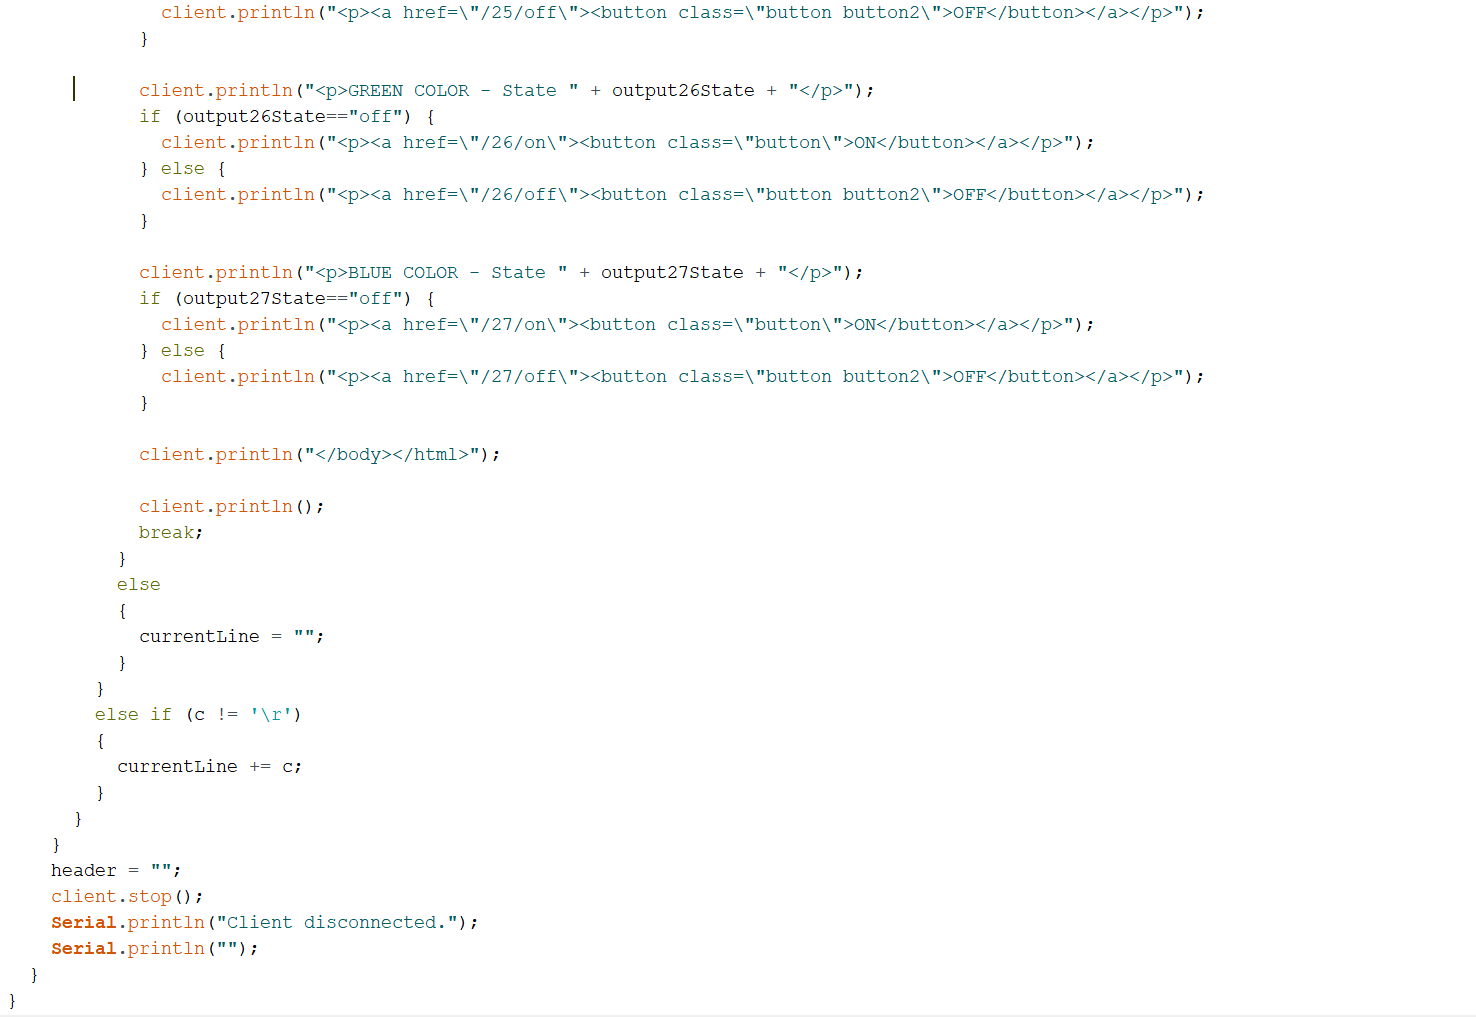 client.println("<p><a href=\"/25/off\"><button class=\"button button2\">OFF</button></a></p>");
}
client.println("<p>GREEN COLOR - State " + output26State + "</p>");
if (output26State=="off") {
client.println("<p><a href=\"/26/on\"><button class=\"button\">ON</button></a></p>");
} else {
client.println("<p><a href=\"/26/off\"><button class=\"button button2\">OFF</button></a></p>");
}
client.println("<p>BLUE COLOR - State " + output27State + "</p>");
if (output27State=="off") {
client.println("<p><a href=\"/27/on\"><button class=\"button\">ON</button></a></p>");
} else {
client.println("<p><a href=\"/27/off\"><button class=\"button button2\">OFF</button></a></p>");
}
client.println("</body></html>");
client.println();
break;
}
else
{
currentLine = "";
}
}
else if (c != '\r')
{
currentLine += c;
}
}
}
header = "";
client.stop();
Serial.println("Client disconnected.");
Serial.println("");
}
}